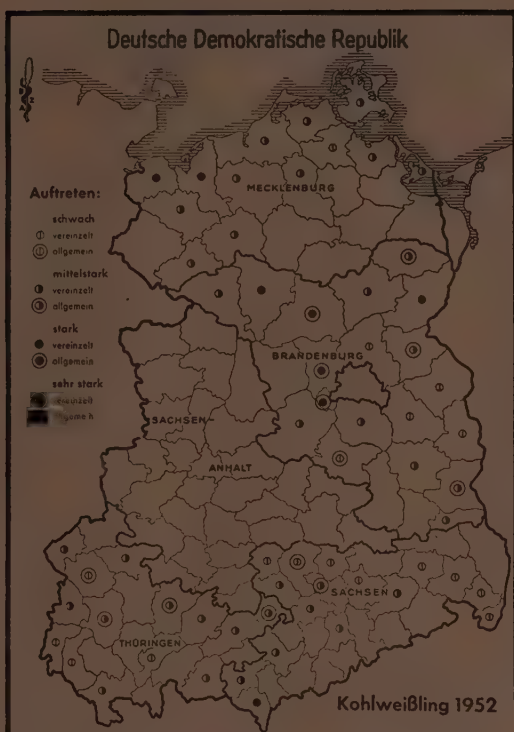 Deutsche Demokratische Republik
MECKLENBURG
Auftreten:
schwach
vereinzelt
allgemein
mittelstark
vereinzelt
allgemein
stark
vereinzelt
allgemein
sehr stark
BRANDENBURG
SACHSEN-
ANHALT
SACHSEN
THÜRINGEN
Kohlweißling 1952